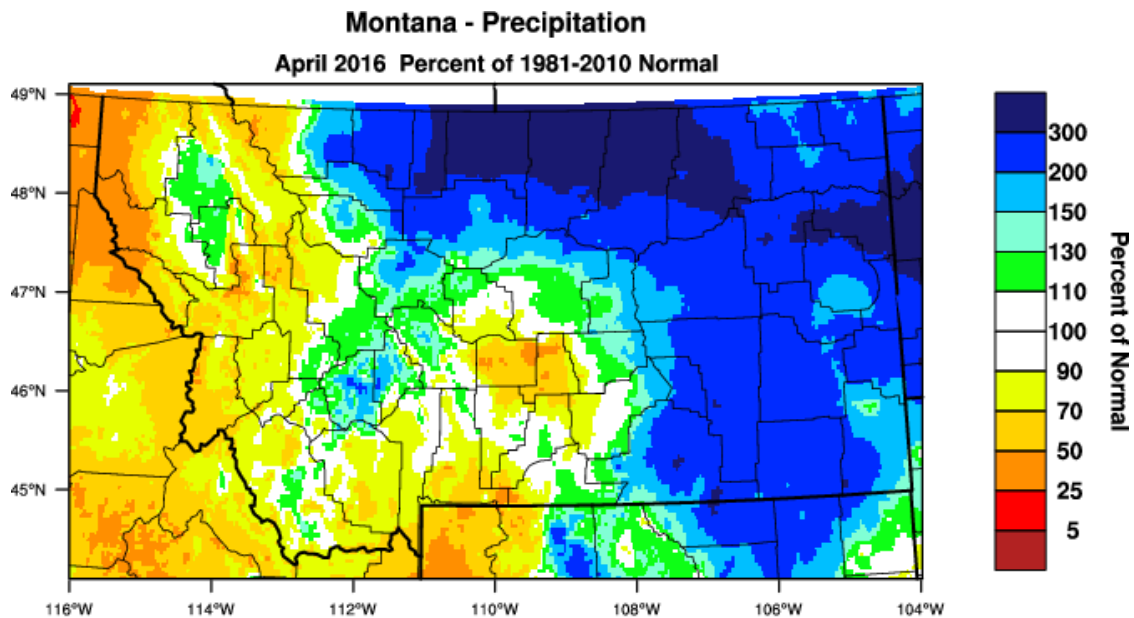 Montana - Precipitation
April 2016 Percent of 1981-2010 Normal
49°N
48°N
47°N
46°N
45°N
116°W 114°W 112°W 110°W 108°W 106°W 104°W
300
200
150
130
110
100
90
70
50
25
5
Percent of Normal